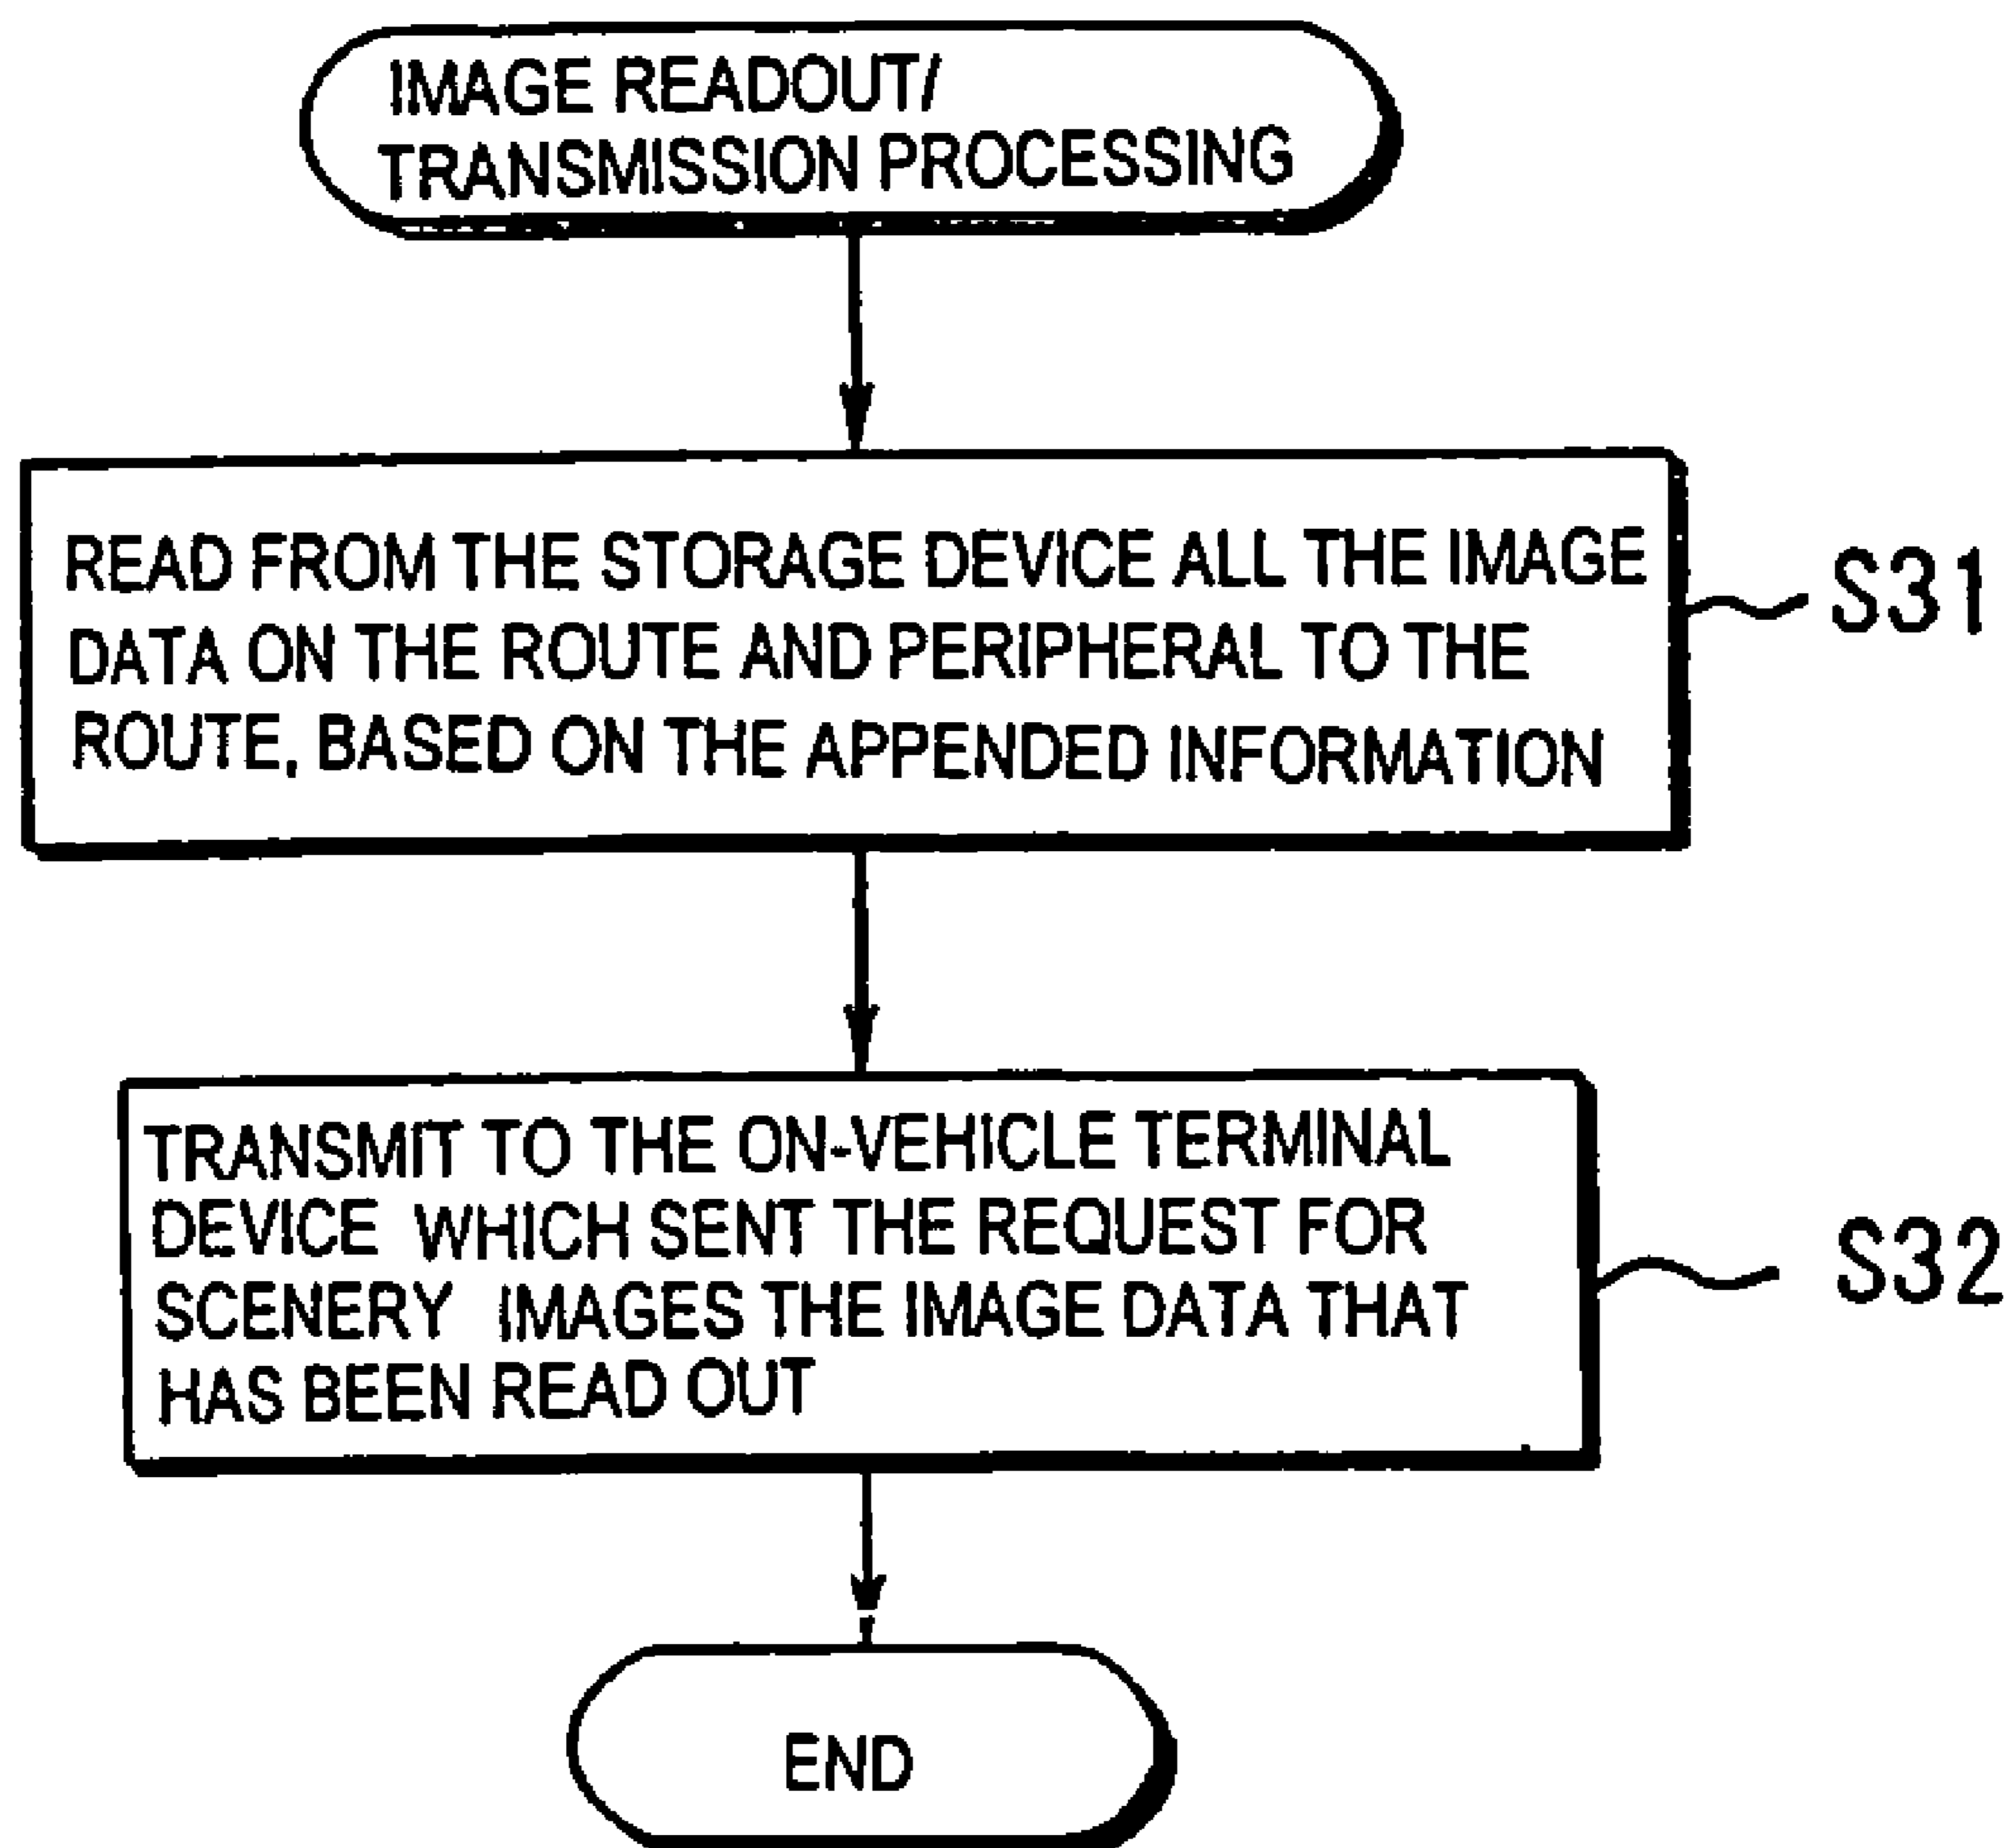 IMAGE READOUT/
TRANSMISSION PROCESSING
READ FROM THE STORAGE DEVICE ALL THE IMAGE
DATA ON THE ROUTE AND PERIPHERAL TO THE
ROUTE, BASED ON THE APPENDED INFORMATION
S31
TRANSMIT TO THE ON-VEHICLE TERMINAL
DEVICE WHICH SENT THE REQUEST FOR
SCENERY IMAGES THE IMAGE DATA THAT
HAS BEEN READ OUT
S32
END